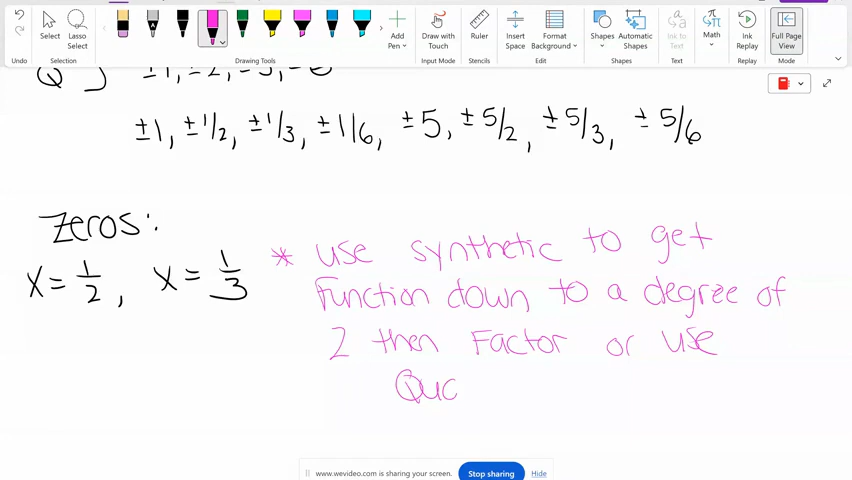 Undo
Select
Lasso Select
Selection
Drawing Tools
Add Pen
Draw with Touch
Input Mode
Ruler
Stencils
Insert Space
Format Background
Edit
Shapes
Automatic Shapes
Shapes
Ink to Text
Text
Math
Math
Ink Replay
Replay
Full Page View
Mode
±1, ±1/2, ±1/3, ±1/6, ±5, ±5/2, ±5/3, ±5/6
Zeros:
x = 1/2, x = 1/3
* use synthetic to get
function down to a degree of
2 then Factor or use
Quc
www.wevideo.com is sharing your screen.
Stop sharing
Hide